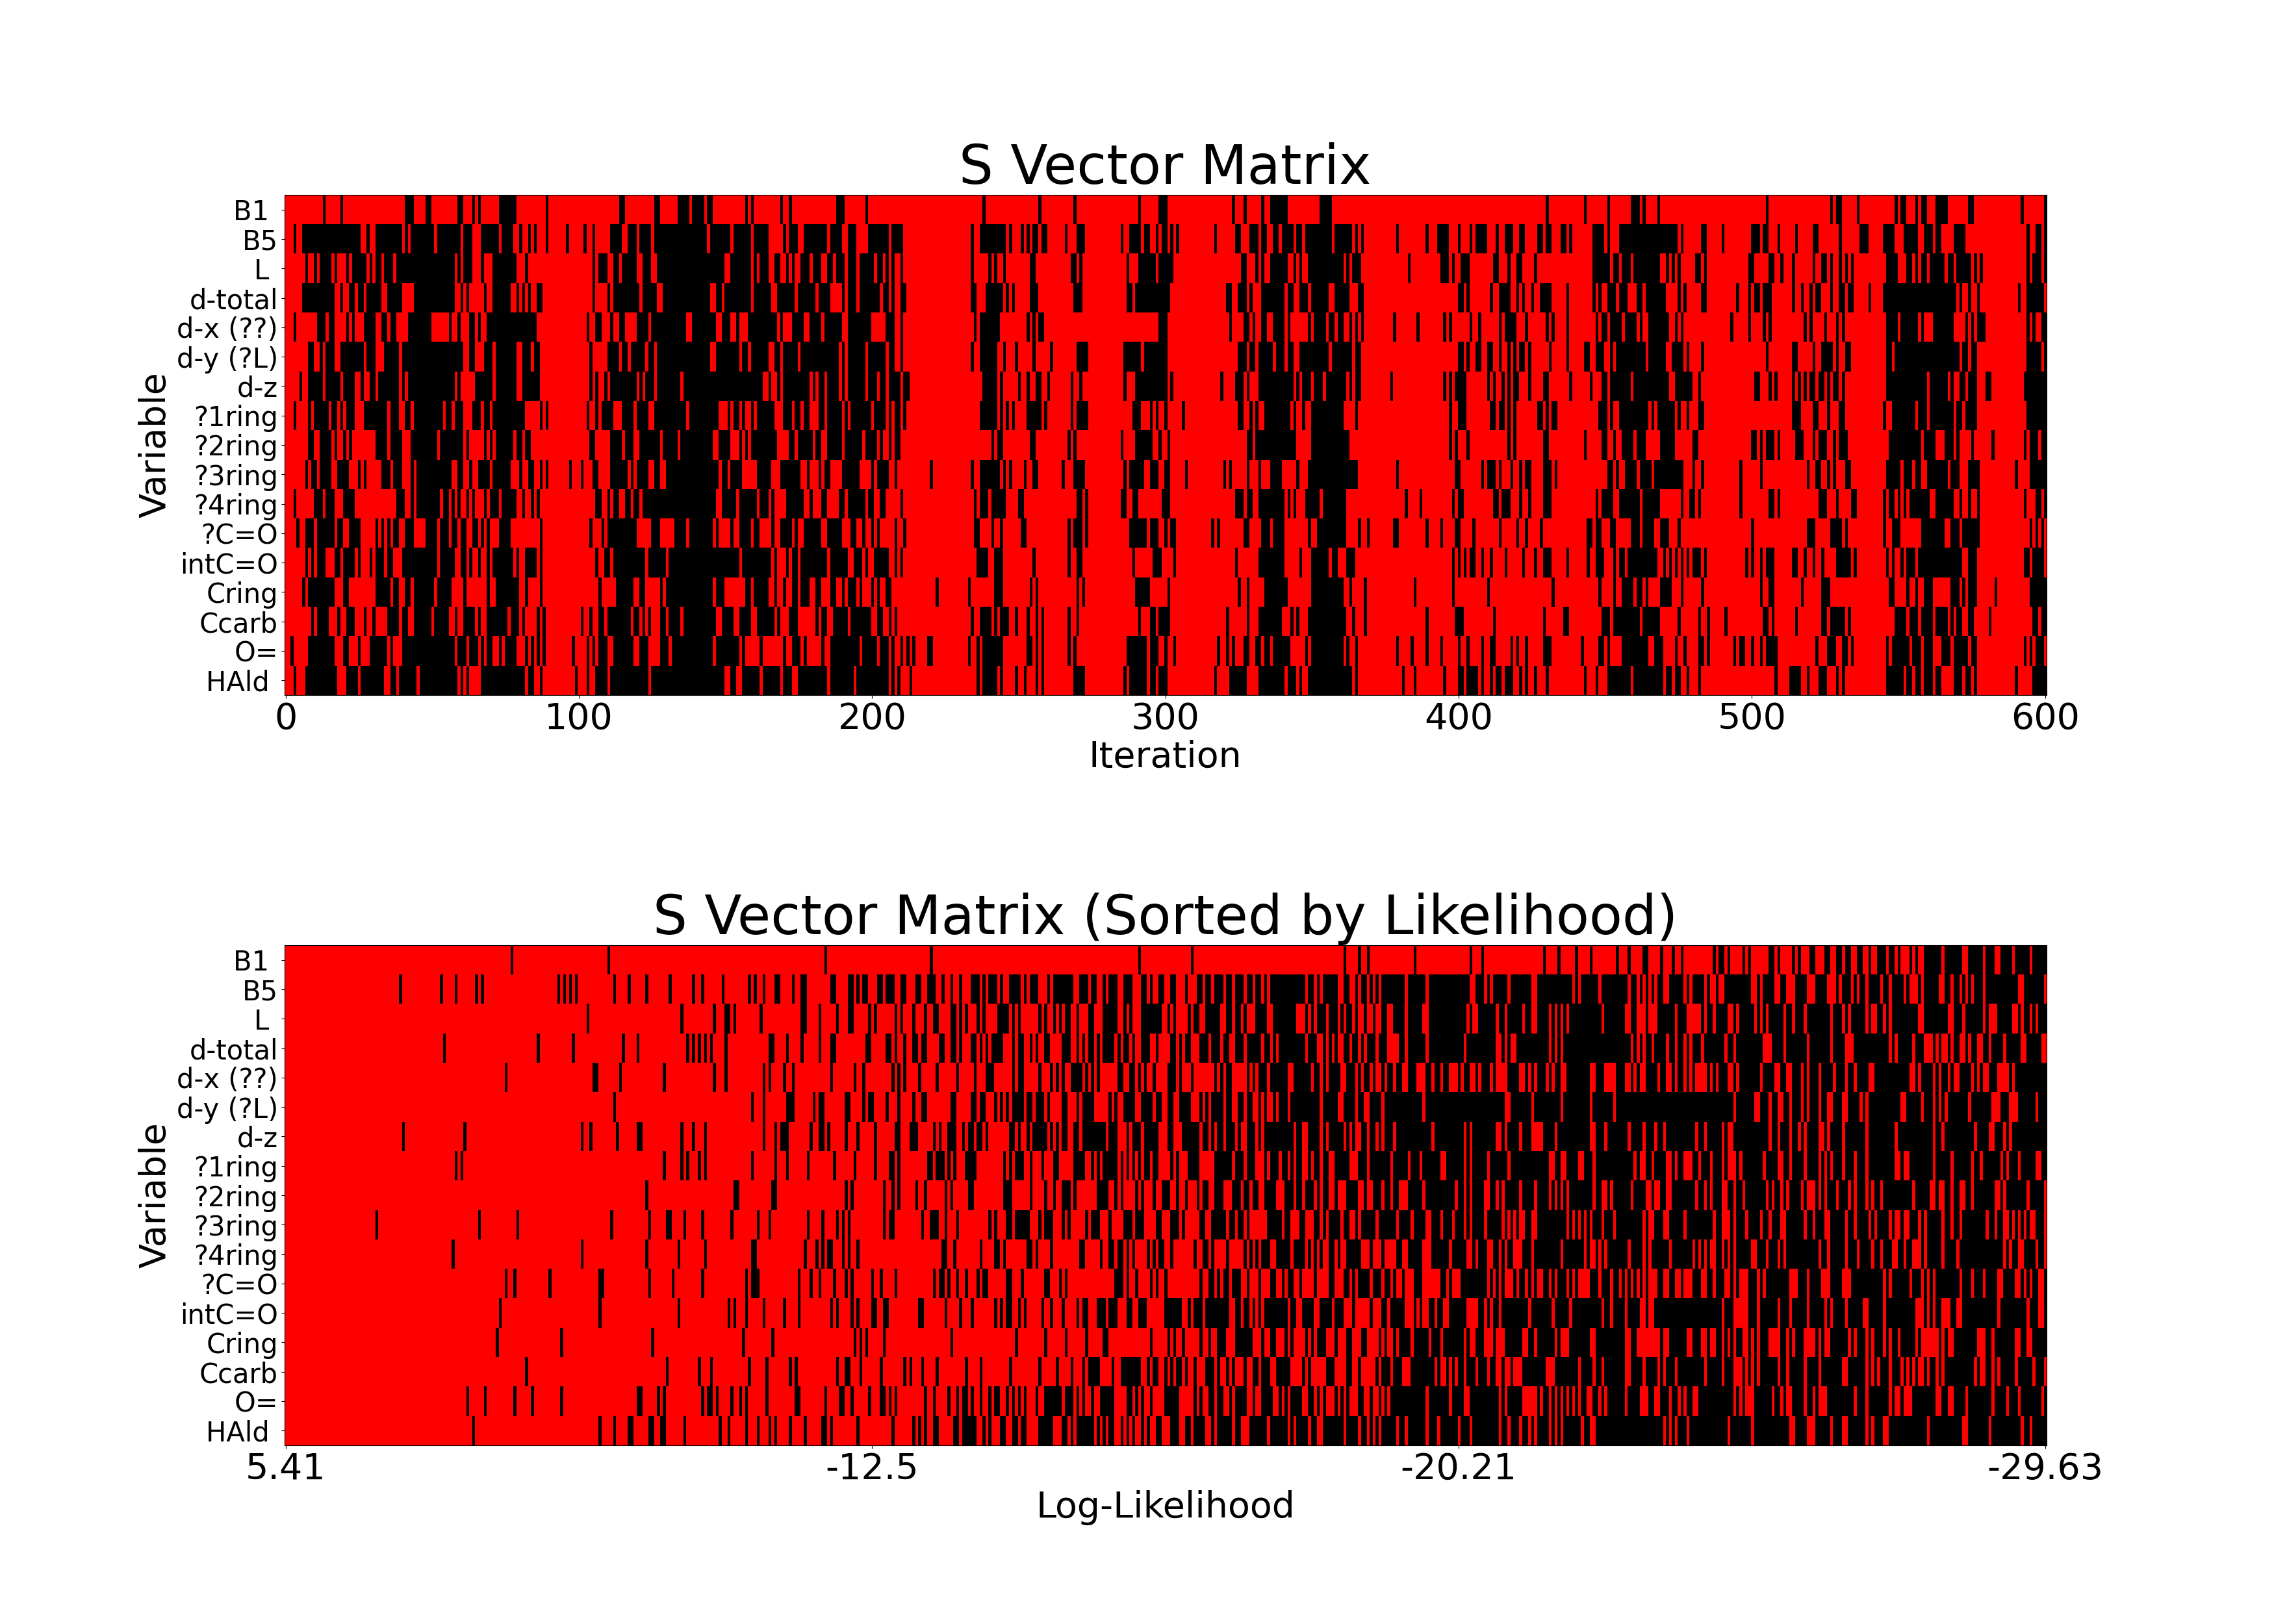 S Vector Matrix
Variable
B1
B5
L
d-total
d-x (??)
d-y (?L)
d-z
?1ring
?2ring
?3ring
?4ring
?C=O
intC=O
Cring
Ccarb
O=
HAld
0 100 200 300 400 500 600
Iteration
S Vector Matrix (Sorted by Likelihood)
Variable
B1
B5
L
d-total
d-x (??)
d-y (?L)
d-z
?1ring
?2ring
?3ring
?4ring
?C=O
intC=O
Cring
Ccarb
O=
HAld
5.41 -12.5 -20.21 -29.63
Log-Likelihood